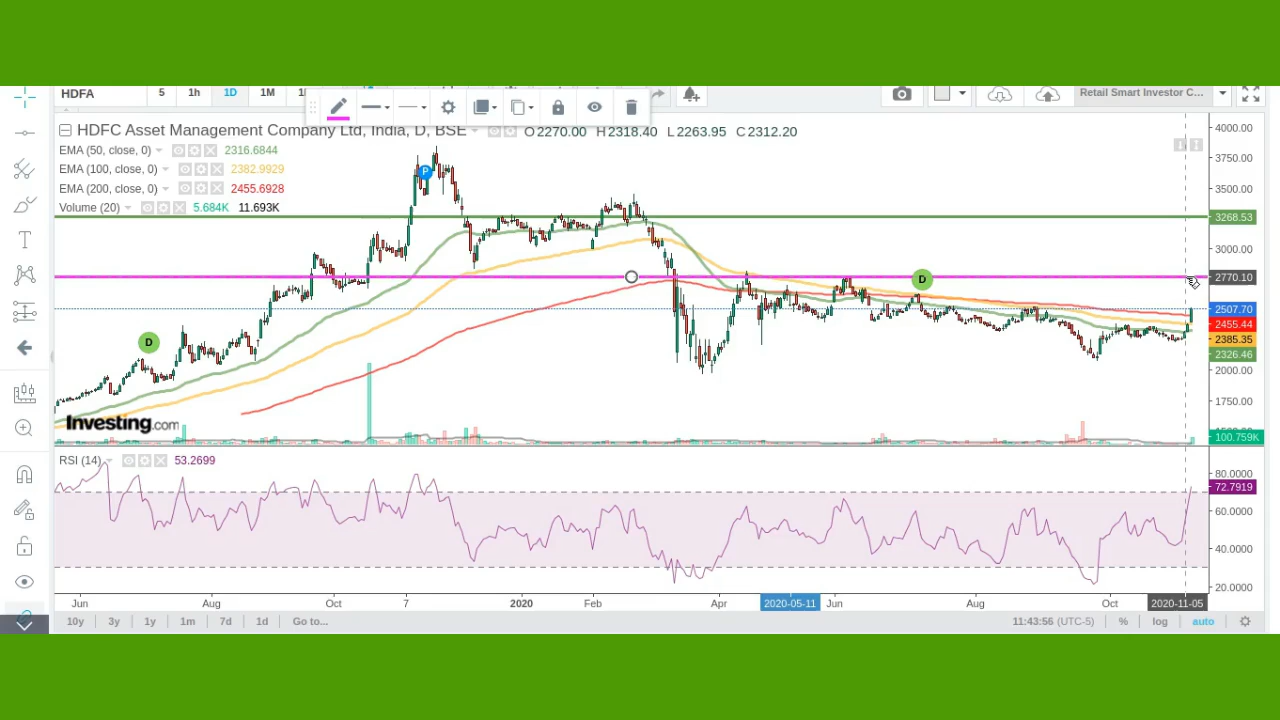 HDFA 5 1h 1D 1M Retail Smart Investor C...
HDFC Asset Management Company Ltd, India, D, BSE O2270.00 H2318.40 L2263.95 C2312.20
EMA (50, close, 0) 2316.6844
EMA (100, close, 0) 2382.9929
EMA (200, close, 0) 2455.6928
Volume (20) 5.684K 11.693K
4000.00
3750.00
P
3500.00
3268.53
3000.00
D
2770.10
2507.70
2455.44
2385.35
2326.46
D
2000.00
1750.00
Investing.com
100.759K
RSI (14) 53.2699
80.0000
72.7919
60.0000
40.0000
20.0000
Jun Aug Oct 7 2020 Feb Apr 2020-05-11 Jun Aug Oct 2020-11-05
10y 3y 1y 1m 7d 1d Go to... 11:43:56 (UTC-5) % log auto